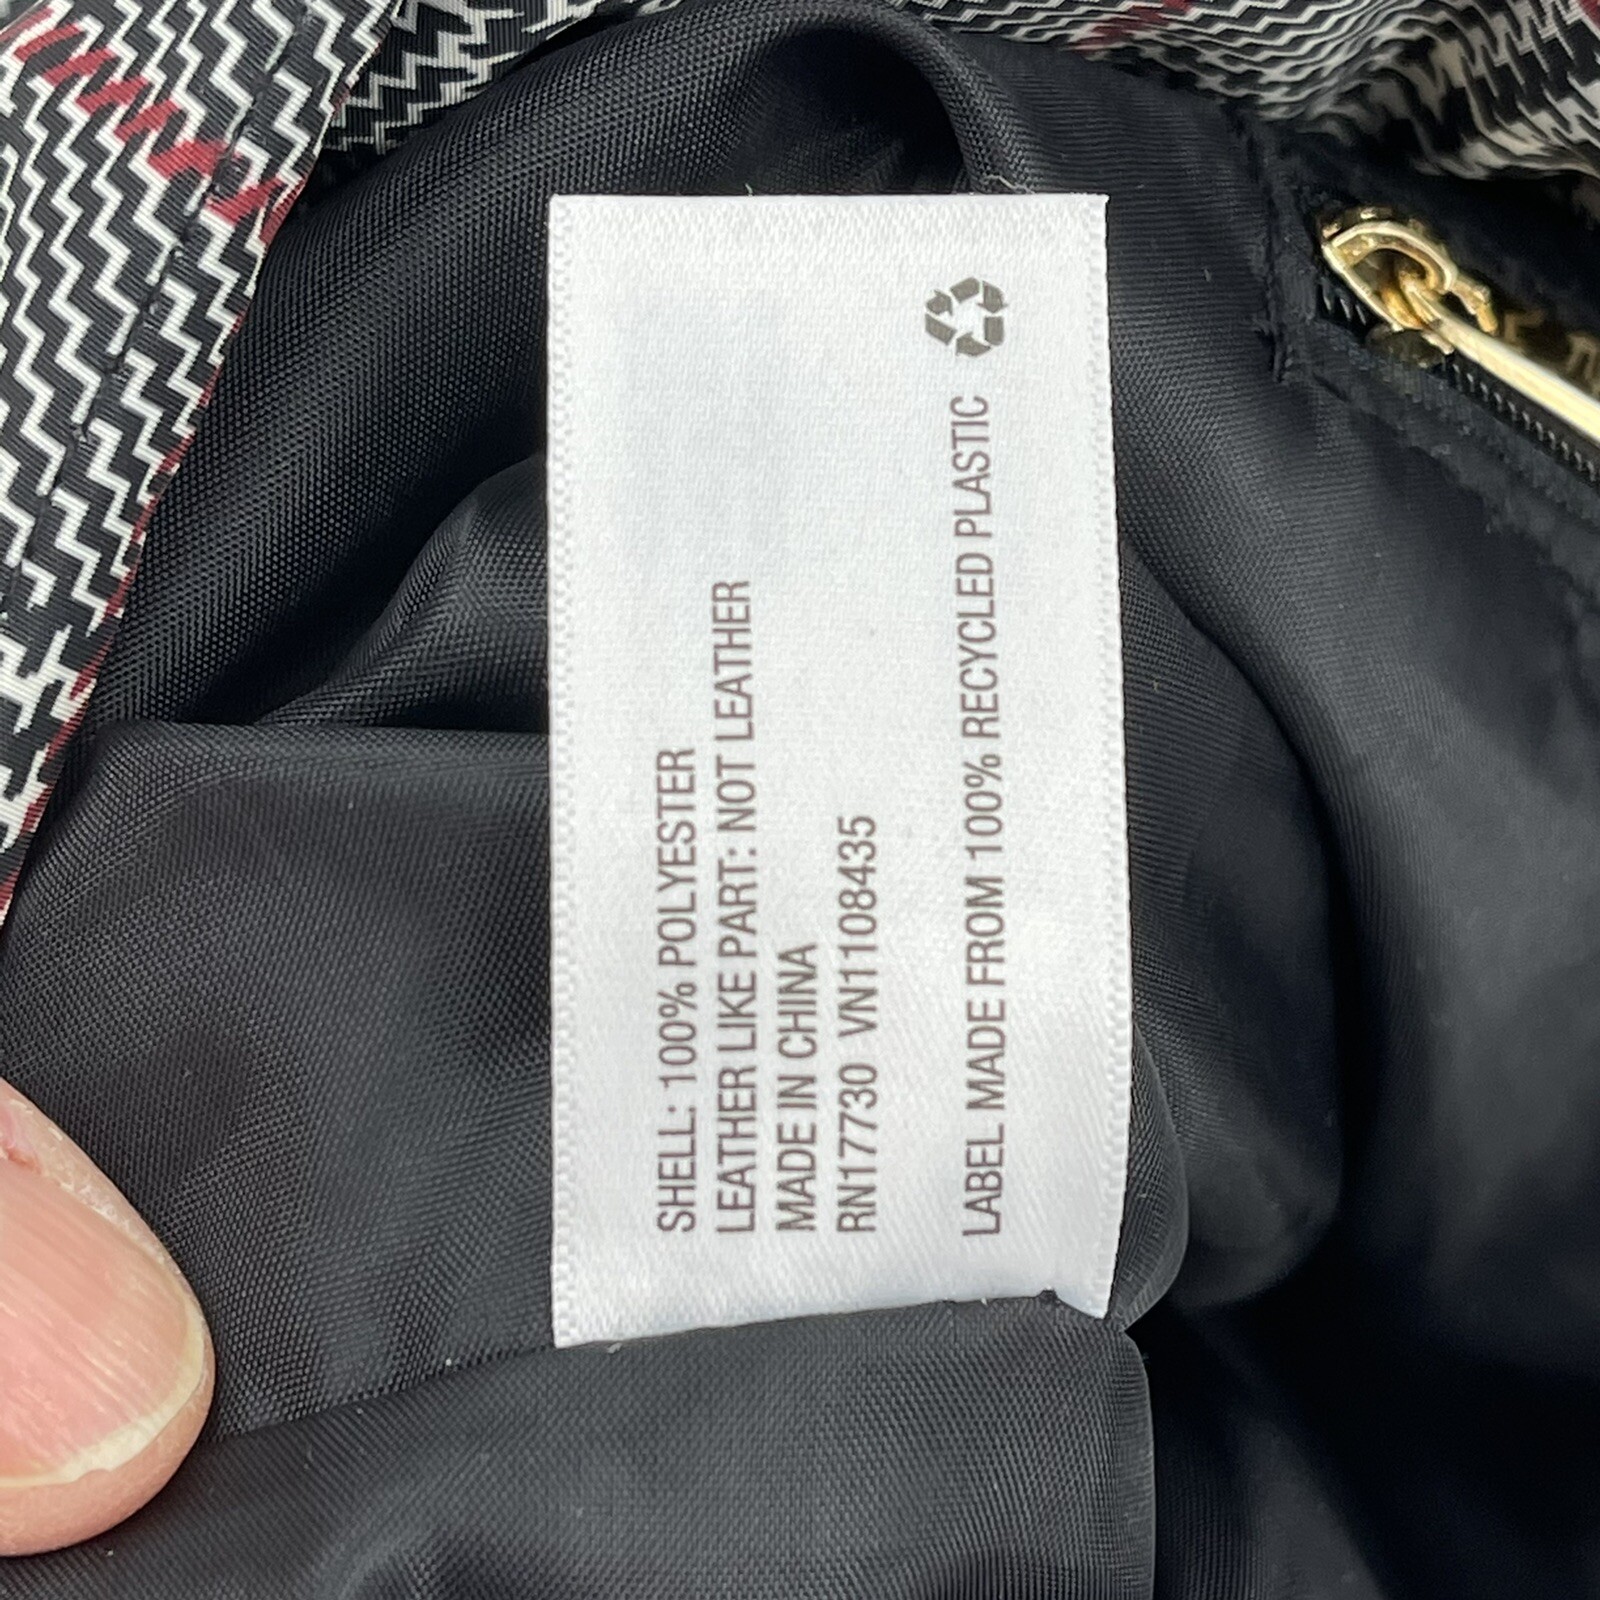 SHELL: 100% POLYESTER
LEATHER LIKE PART: NOT LEATHER
MADE IN CHINA
RN17730 VN1108435
LABEL MADE FROM 100% RECYCLED PLASTIC